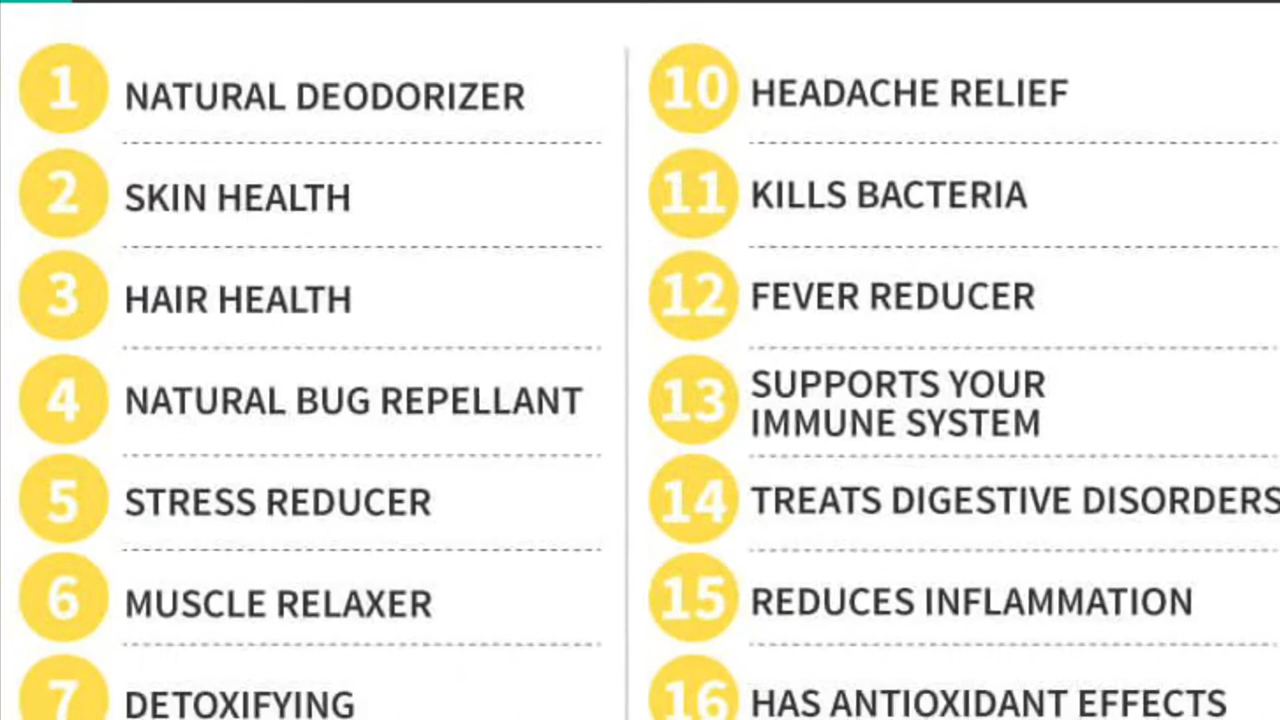 1 NATURAL DEODORIZER
2 SKIN HEALTH
3 HAIR HEALTH
4 NATURAL BUG REPELLANT
5 STRESS REDUCER
6 MUSCLE RELAXER
7 DETOXIFYING
10 HEADACHE RELIEF
11 KILLS BACTERIA
12 FEVER REDUCER
13 SUPPORTS YOUR
IMMUNE SYSTEM
14 TREATS DIGESTIVE DISORDERS
15 REDUCES INFLAMMATION
16 HAS ANTIOXIDANT EFFECTS